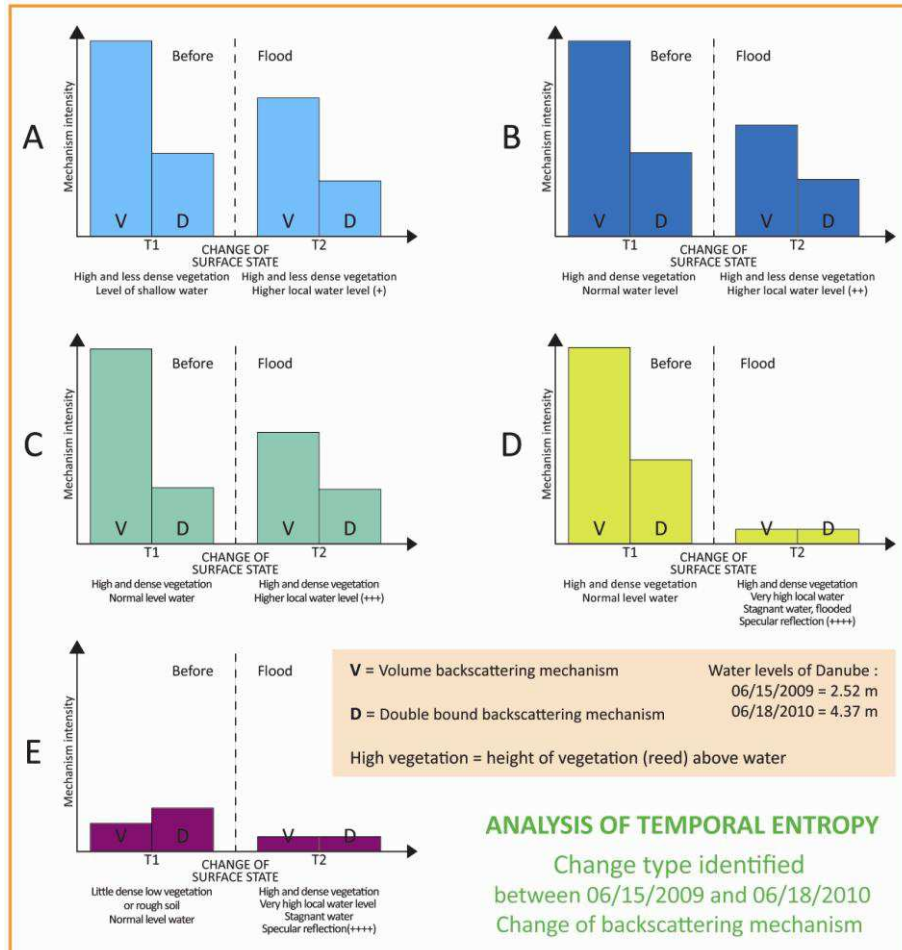 A
Mechanism intensity
Before
Flood
V
D
V
D
T1
CHANGE OF
SURFACE STATE
T2
High and less dense vegetation
Level of shallow water
High and less dense vegetation
Higher local water level (+)
B
Mechanism intensity
Before
Flood
V
D
V
D
T1
CHANGE OF
SURFACE STATE
T2
High and dense vegetation
Normal water level
High and less dense vegetation
Higher local water level (++)
C
Mechanism intensity
Before
Flood
V
D
V
D
T1
CHANGE OF
SURFACE STATE
T2
High and dense vegetation
Normal level water
High and dense vegetation
Higher local water level (+++)
D
Mechanism intensity
Before
Flood
V
D
V
D
T1
CHANGE OF
SURFACE STATE
T2
High and dense vegetation
Normal level water
High and dense vegetation
Very high local water
Stagnant water, flooded
Specular reflection (++++)
E
Mechanism intensity
Before
Flood
V
D
V
D
T1
CHANGE OF
SURFACE STATE
T2
Little dense low vegetation
or rough soil
Normal level water
High and dense vegetation
Very high local water level
Stagnant water
Specular reflection(++++)
V = Volume backscattering mechanism
D = Double bound backscattering mechanism
High vegetation = height of vegetation (reed) above water
Water levels of Danube :
06/15/2009 = 2.52 m
06/18/2010 = 4.37 m
ANALYSIS OF TEMPORAL ENTROPY
Change type identified
between 06/15/2009 and 06/18/2010
Change of backscattering mechanism